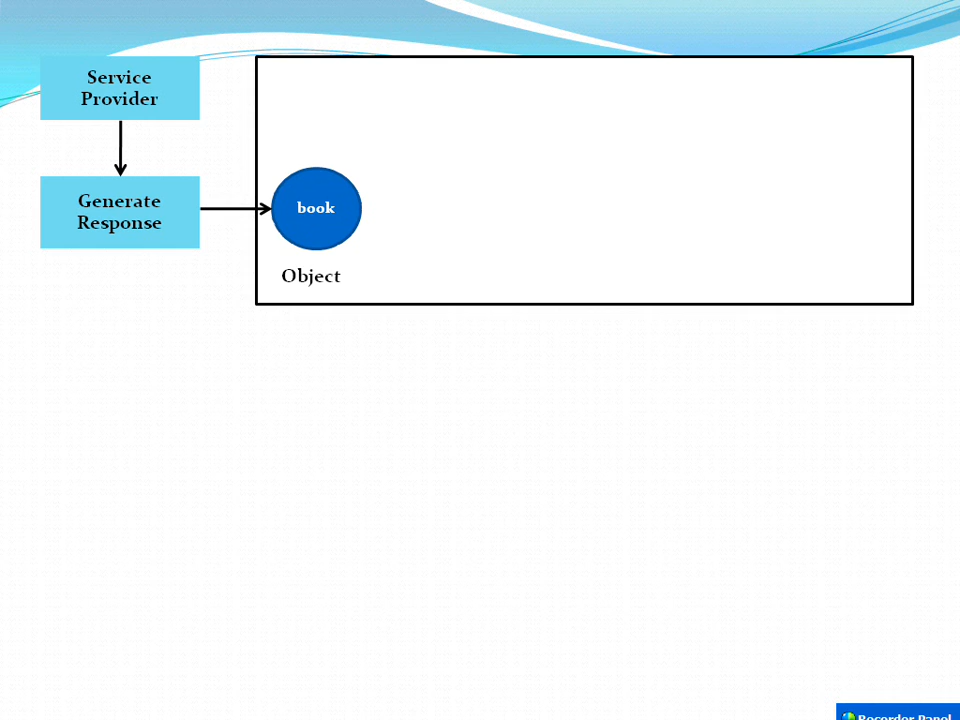 Service
Provider
Generate
Response
book
Object
Recorder Panel